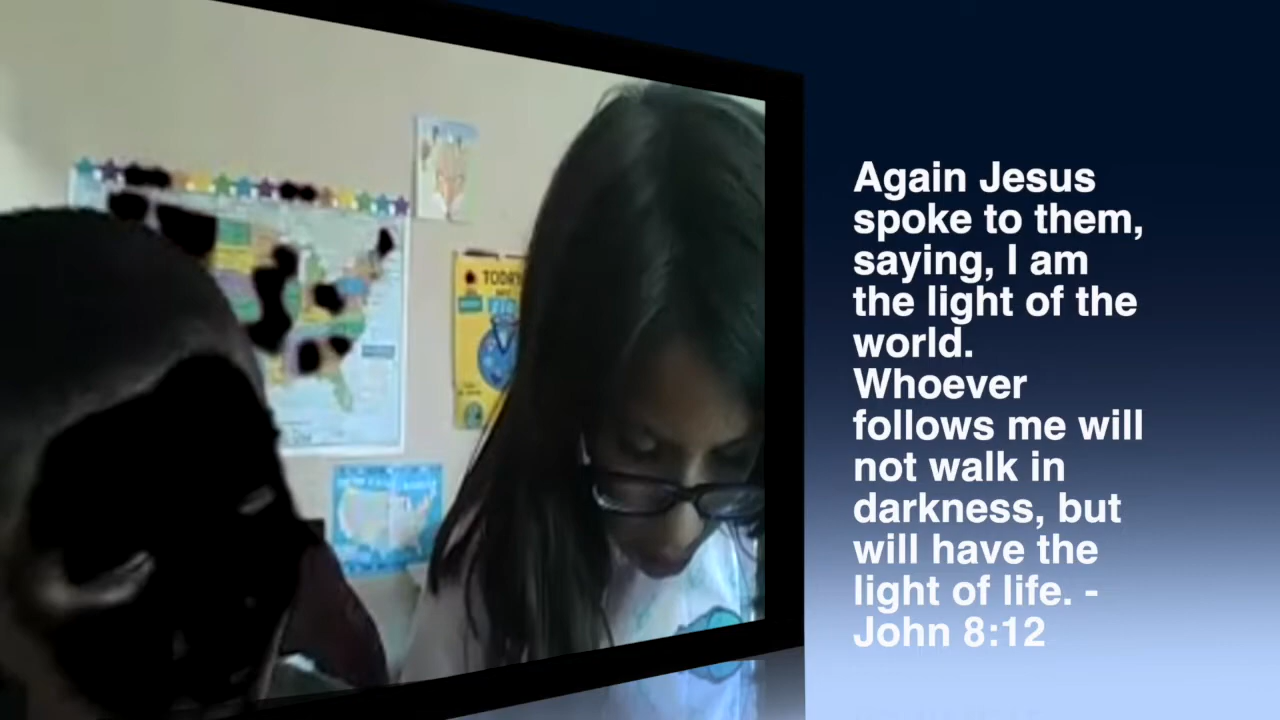 TODAY
Again Jesus
spoke to them,
saying, I am
the light of the
world.
Whoever
follows me will
not walk in
darkness, but
will have the
light of life. -
John 8:12